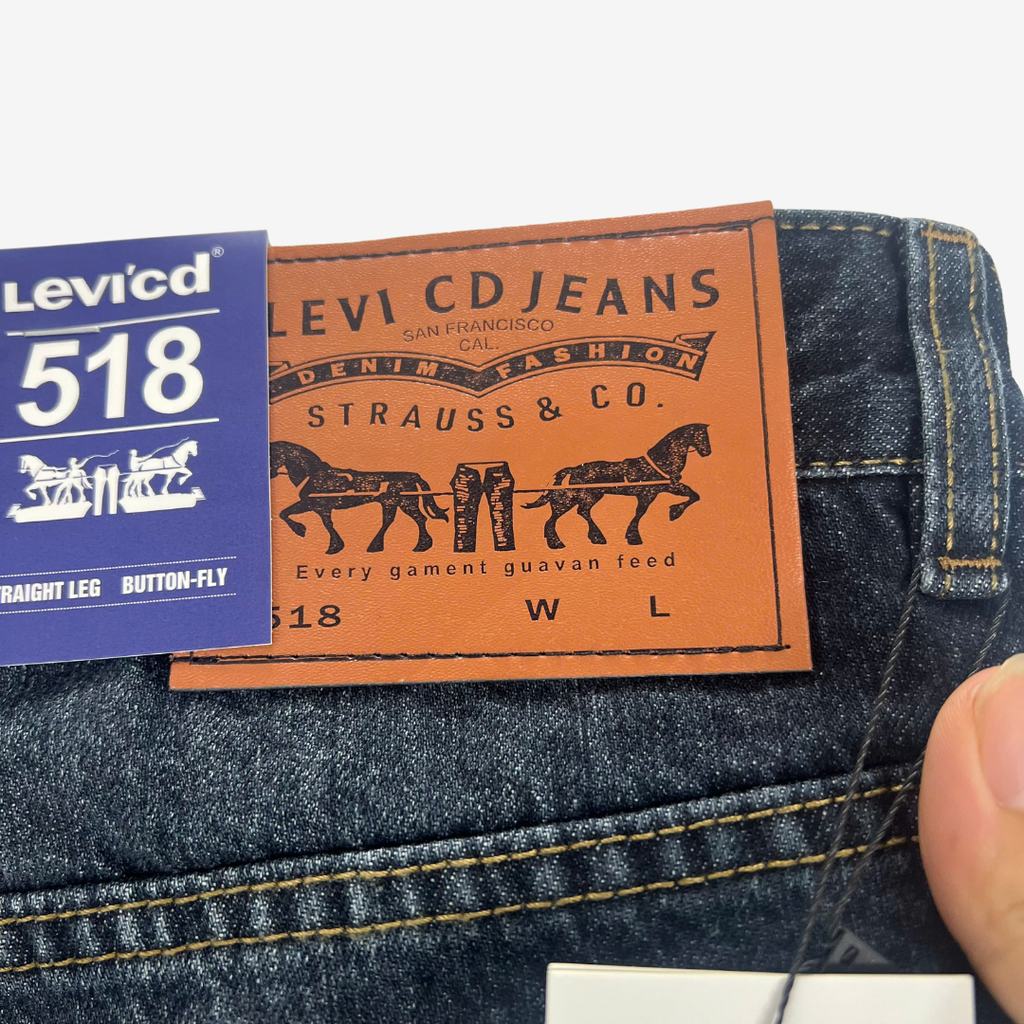 Levi'cd®
518
STRAIGHT LEG BUTTON-FLY
LEVI CD JEANS
SAN FRANCISCO
CAL.
DENIM FASHION
STRAUSS & CO.
Every gament guavan feed
518 W L